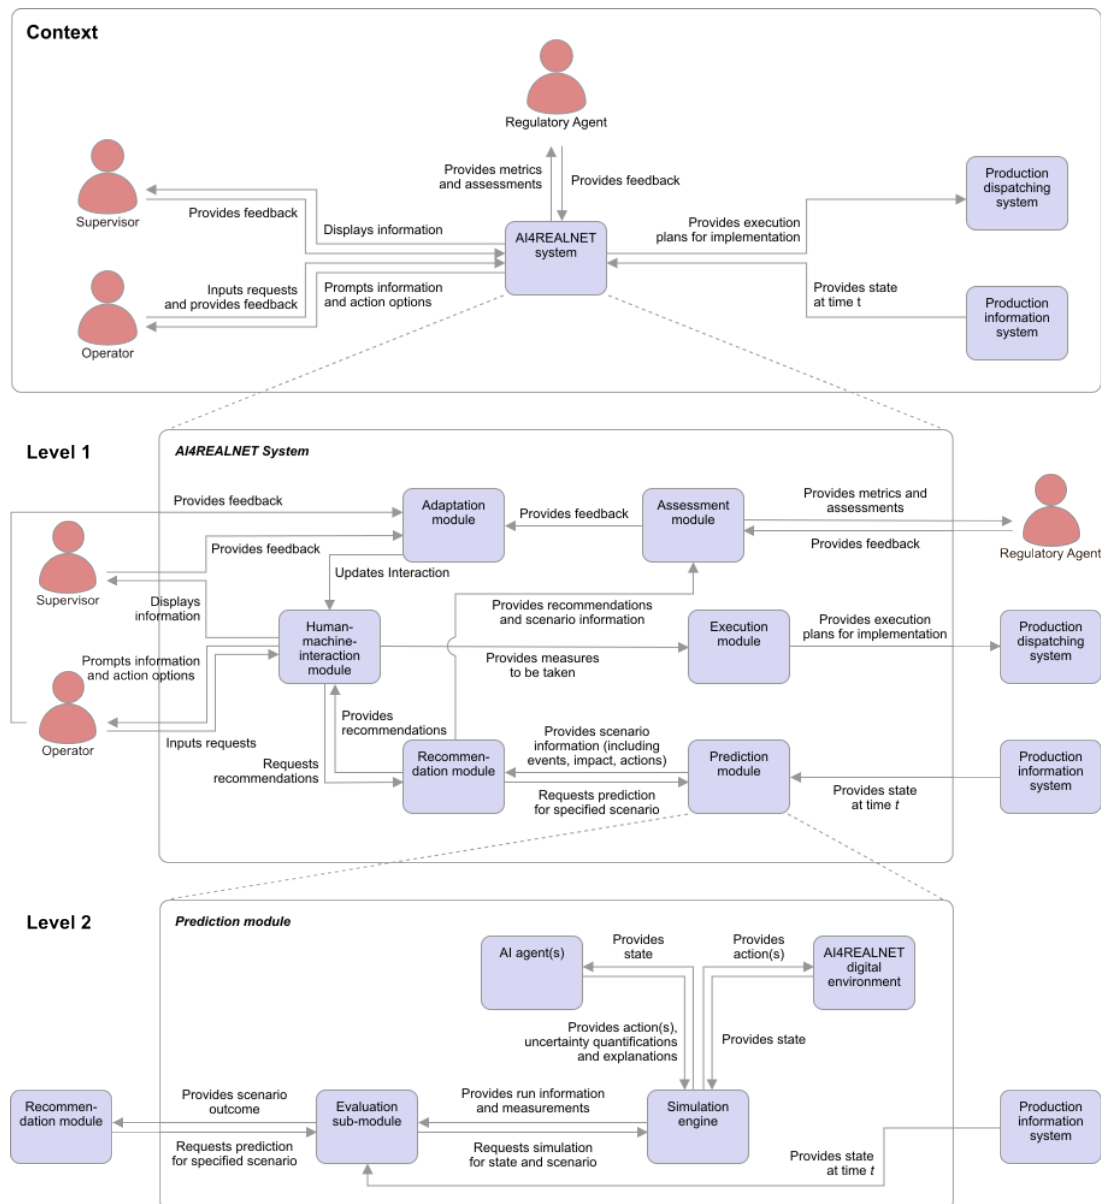 Context
Regulatory Agent
Provides metrics
and assessments
Provides feedback
Supervisor
Provides feedback
Displays information
AI4REALNET
system
Provides execution
plans for implementation
Production
dispatching
system
Operator
Inputs requests
and provides feedback
Prompts information
and action options
Provides state
at time t
Production
information
system
Level 1
AI4REALNET System
Provides feedback
Adaptation
module
Provides feedback
Assessment
module
Provides metrics and
assessments
Provides feedback
Regulatory Agent
Supervisor
Provides feedback
Updates Interaction
Displays
information
Human-
machine-
interaction
module
Provides recommendations
and scenario information
Execution
module
Provides execution
plans for implementation
Production
dispatching
system
Prompts information
and action options
Provides measures
to be taken
Operator
Inputs requests
Provides
recommendations
Requests
recommendations
Recommen-
dation module
Provides scenario
information (including
events, impact, actions)
Requests prediction
for specified scenario
Prediction
module
Provides state
at time t
Production
information
system
Level 2
Prediction module
AI agent(s)
Provides
state
Provides
action(s)
AI4REALNET
digital
environment
Provides action(s),
uncertainty quantifications
and explanations
Provides state
Recommen-
dation module
Provides scenario
outcome
Requests prediction
for specified scenario
Evaluation
sub-module
Provides run information
and measurements
Requests simulation
for state and scenario
Simulation
engine
Provides state
at time t
Production
information
system